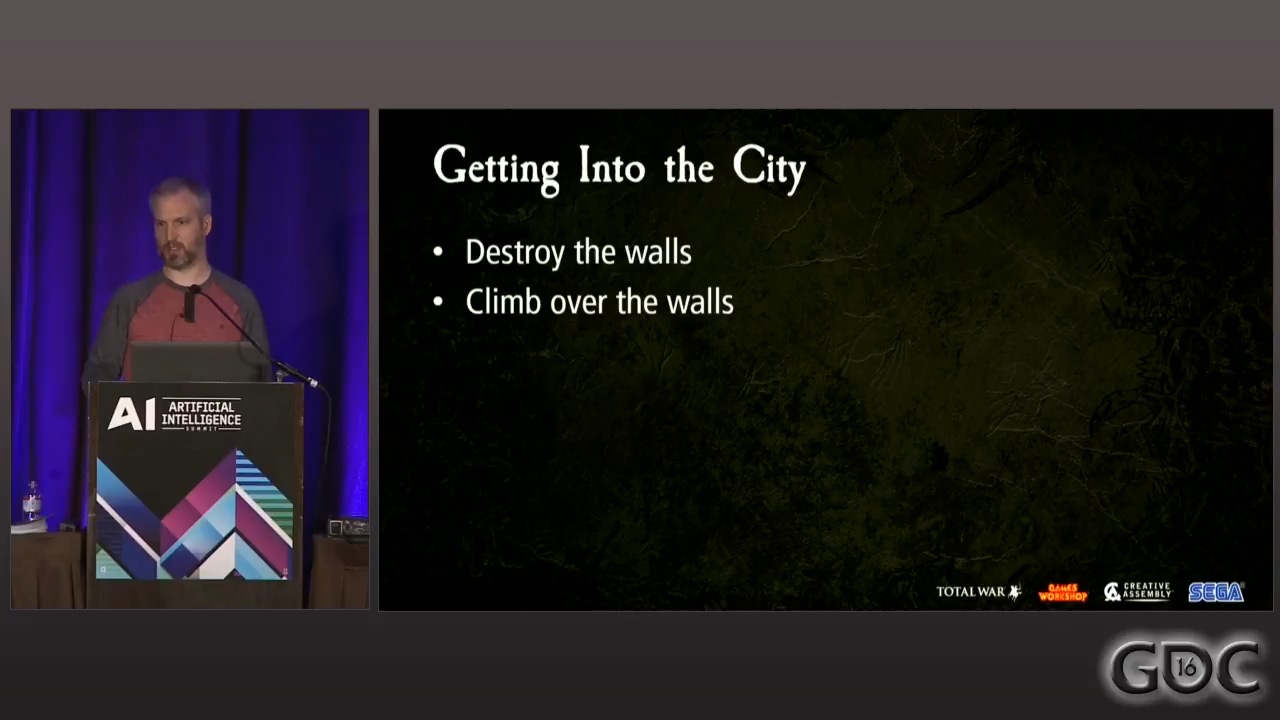 Getting Into the City
• Destroy the walls
• Climb over the walls
AI ARTIFICIAL
INTELLIGENCE
SUMMIT
TOTAL WAR
GAMES
WORKSHOP
CREATIVE
ASSEMBLY
SEGA
GDC
16